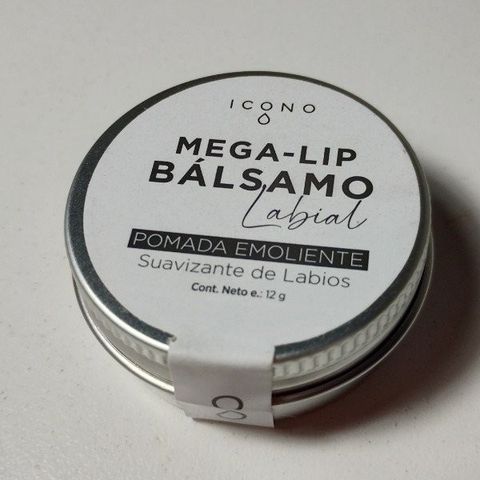 ICONO
MEGA-LIP
BÁLSAMO
Labial
POMADA EMOLIENTE
Suavizante de Labios
Cont. Neto e.: 12 g